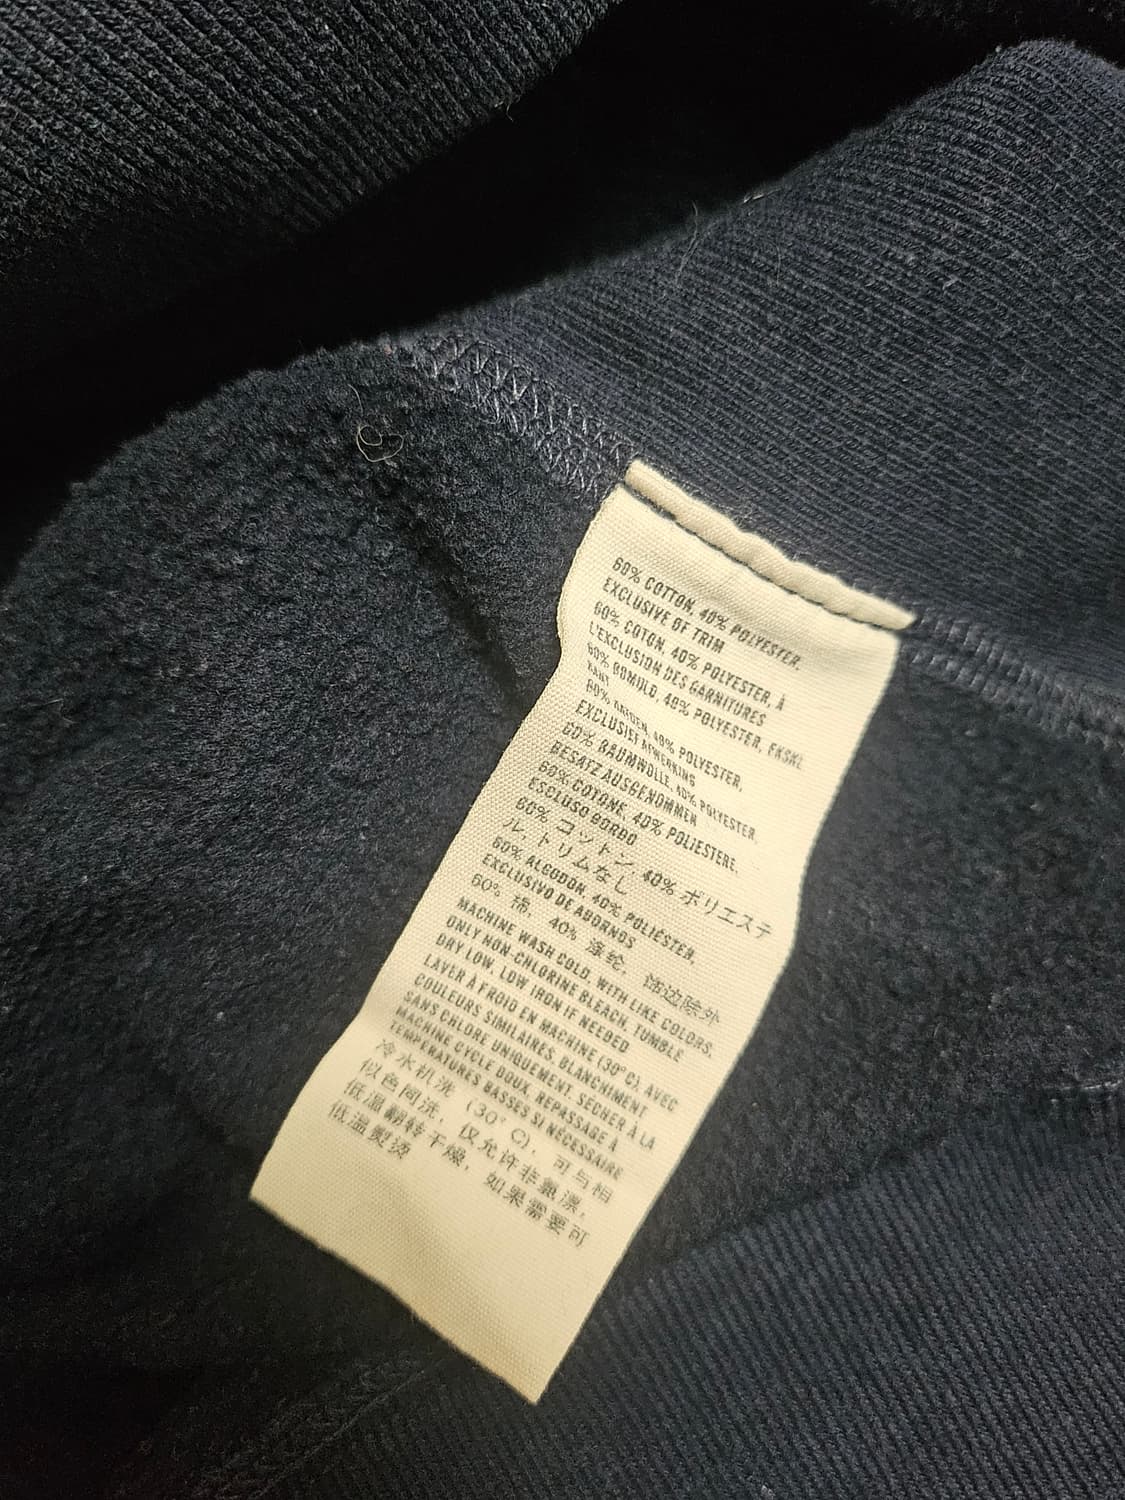 60% COTTON, 40% POLYESTER,
EXCLUSIVE OF TRIM
60% COTON, 40% POLYESTER, À
L'EXCLUSION DES GARNITURES
60% BOMULD, 40% POLYESTER, EKSKL.
KANT
60% KATOEN, 40% POLYESTER,
EXCLUSIEF AFWERKING
60% BAUMWOLLE, 40% POLYESTER,
BESATZ AUSGENOMMEN
60% COTONE, 40% POLIESTERE,
ESCLUSO BORDO
60% コットン, 40% ポリエステ
ル, トリムなし
60% ALGODON, 40% POLIÉSTER,
EXCLUSIVO DE ADORNOS
60% 棉, 40% 涤纶, 饰边除外
MACHINE WASH COLD, WITH LIKE COLORS,
ONLY NON-CHLORINE BLEACH, TUMBLE
DRY LOW, LOW IRON IF NEEDED
LAVER À FROID EN MACHINE (30°C), AVEC
COULEURS SIMILAIRES, BLANCHIMENT
SANS CHLORE UNIQUEMENT, SÉCHER À LA
MACHINE CYCLE DOUX, REPASSAGE À
TEMPÉRATURES BASSES SI NÉCESSAIRE
冷水机洗 (30°C), 可与相
似色同洗, 仅允许非氯漂,
低温翻转干燥, 如果需要可
低温熨烫